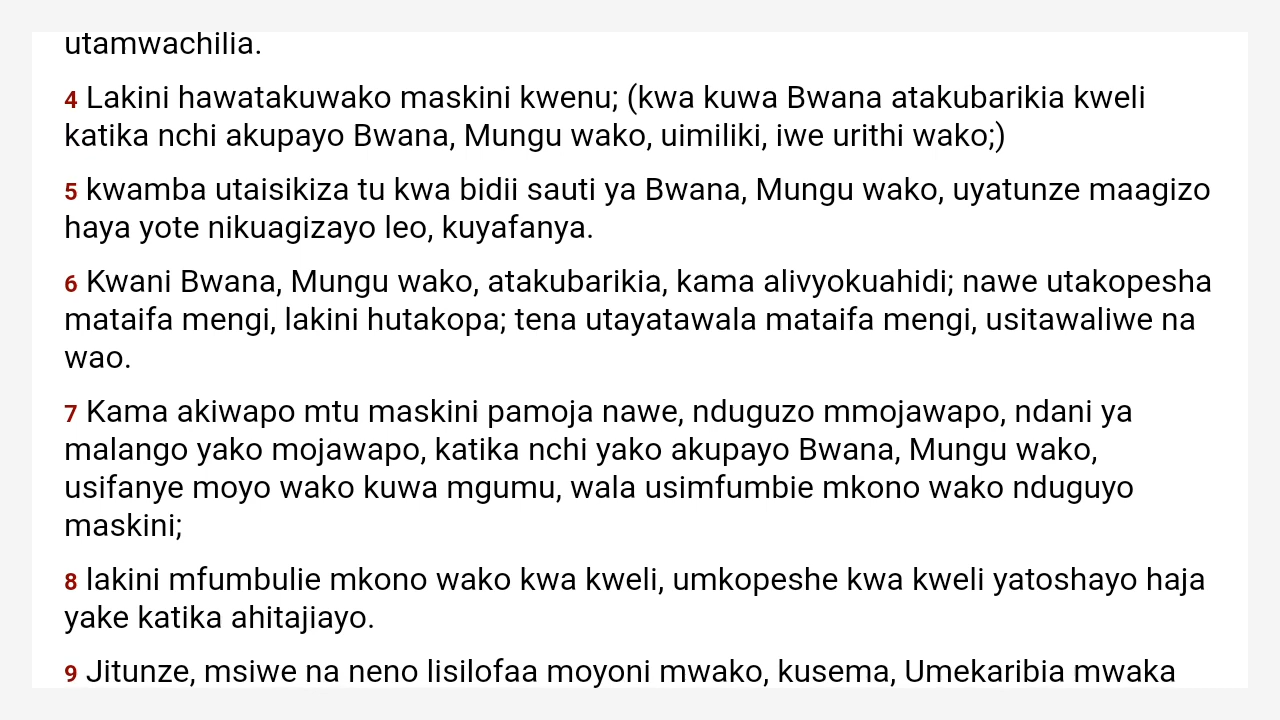 utamwachilia.
4 Lakini hawatakuwako maskini kwenu; (kwa kuwa Bwana atakubarikia kweli
katika nchi akupayo Bwana, Mungu wako, uimiliki, iwe urithi wako;)
5 kwamba utaisikiza tu kwa bidii sauti ya Bwana, Mungu wako, uyatunze maagizo
haya yote nikuagizayo leo, kuyafanya.
6 Kwani Bwana, Mungu wako, atakubarikia, kama alivyokuahidi; nawe utakopesha
mataifa mengi, lakini hutakopa; tena utayatawala mataifa mengi, usitawaliwe na
wao.
7 Kama akiwapo mtu maskini pamoja nawe, nduguzo mmojawapo, ndani ya
malango yako mojawapo, katika nchi yako akupayo Bwana, Mungu wako,
usifanye moyo wako kuwa mgumu, wala usimfumbie mkono wako nduguyo
maskini;
8 lakini mfumbulie mkono wako kwa kweli, umkopeshe kwa kweli yatoshayo haja
yake katika ahitajiayo.
9 Jitunze, msiwe na neno lisilofaa moyoni mwako, kusema, Umekaribia mwaka